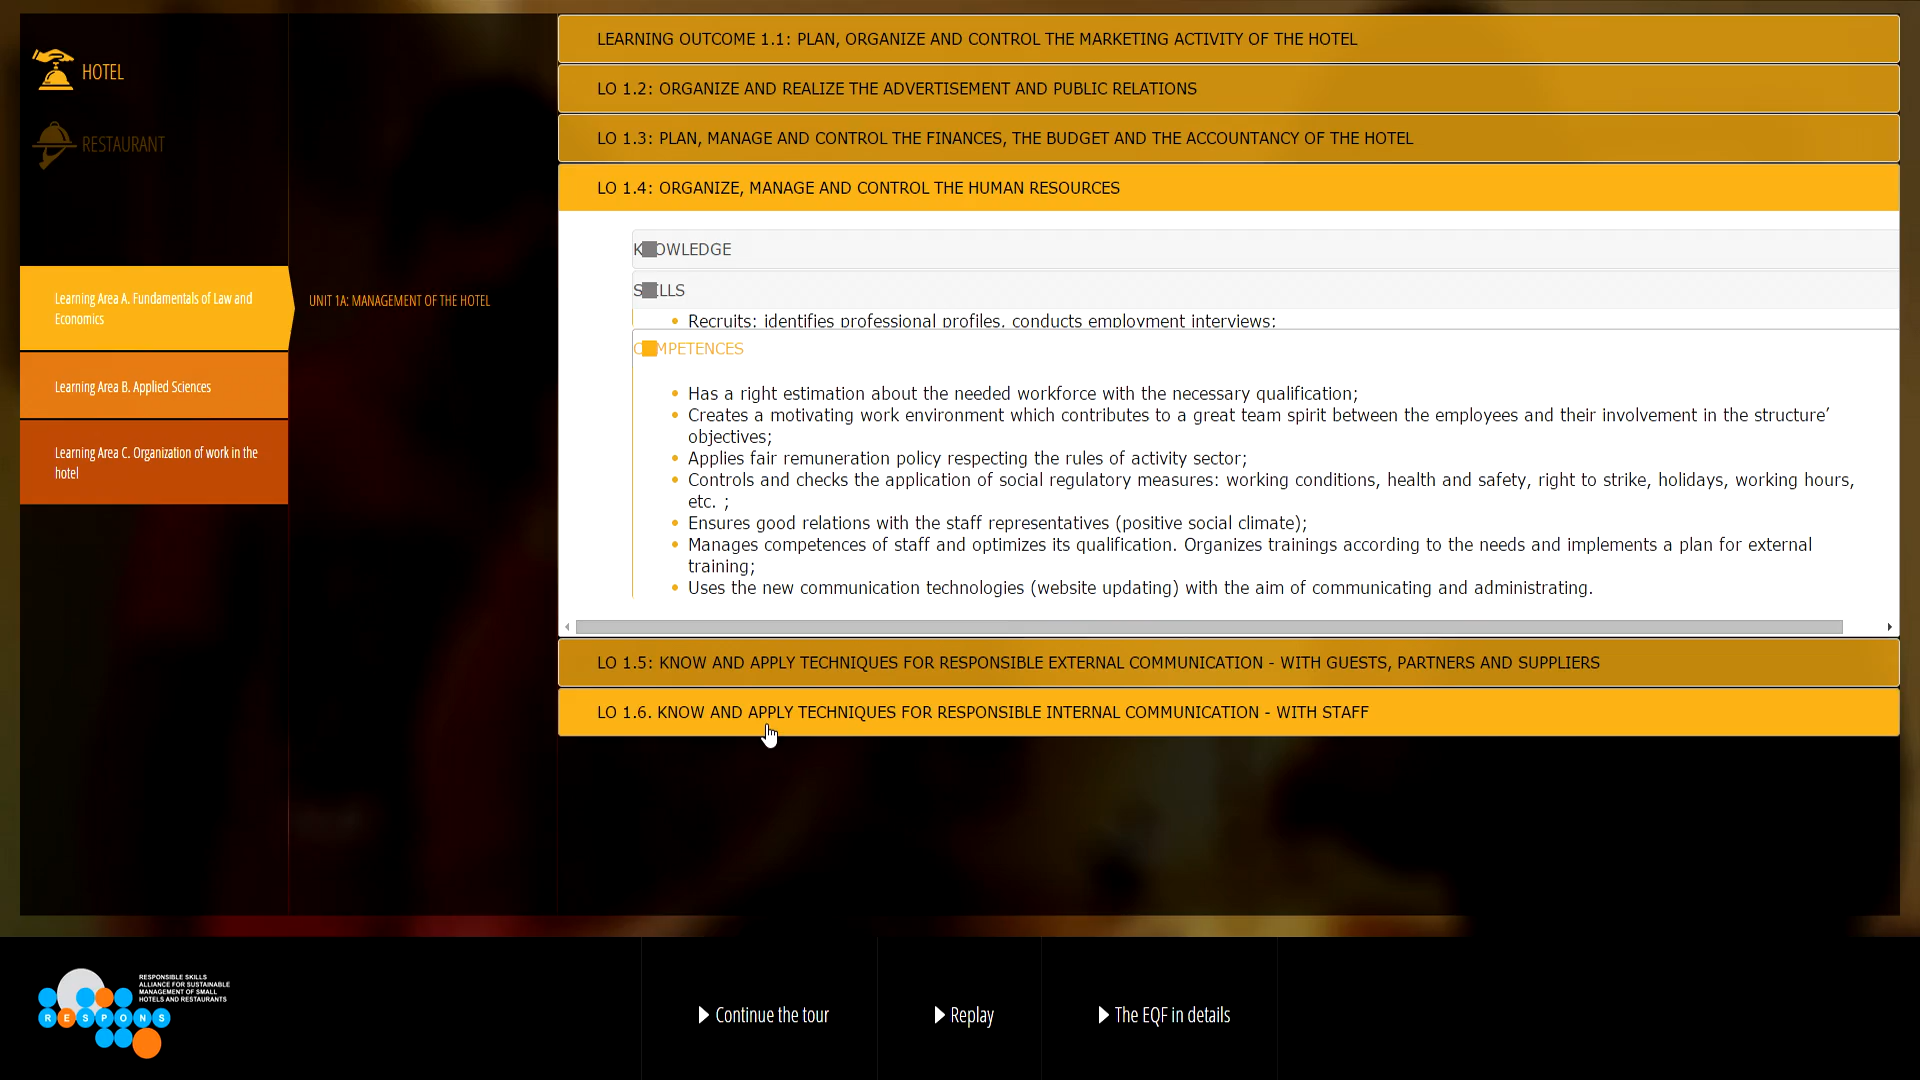 HOTEL
RESTAURANT
Learning Area A. Fundamentals of Law and
Economics
Learning Area B. Applied Sciences
Learning Area C. Organization of work in the
hotel
UNIT 1A: MANAGEMENT OF THE HOTEL
LEARNING OUTCOME 1.1: PLAN, ORGANIZE AND CONTROL THE MARKETING ACTIVITY OF THE HOTEL
LO 1.2: ORGANIZE AND REALIZE THE ADVERTISEMENT AND PUBLIC RELATIONS
LO 1.3: PLAN, MANAGE AND CONTROL THE FINANCES, THE BUDGET AND THE ACCOUNTANCY OF THE HOTEL
LO 1.4: ORGANIZE, MANAGE AND CONTROL THE HUMAN RESOURCES
KNOWLEDGE
SKILLS
• Recruits: identifies professional profiles, conducts employment interviews;
COMPETENCES
• Has a right estimation about the needed workforce with the necessary qualification;
• Creates a motivating work environment which contributes to a great team spirit between the employees and their involvement in the structure’
objectives;
• Applies fair remuneration policy respecting the rules of activity sector;
• Controls and checks the application of social regulatory measures: working conditions, health and safety, right to strike, holidays, working hours,
etc. ;
• Ensures good relations with the staff representatives (positive social climate);
• Manages competences of staff and optimizes its qualification. Organizes trainings according to the needs and implements a plan for external
training;
• Uses the new communication technologies (website updating) with the aim of communicating and administrating.
LO 1.5: KNOW AND APPLY TECHNIQUES FOR RESPONSIBLE EXTERNAL COMMUNICATION - WITH GUESTS, PARTNERS AND SUPPLIERS
LO 1.6. KNOW AND APPLY TECHNIQUES FOR RESPONSIBLE INTERNAL COMMUNICATION - WITH STAFF
RESPONSIBLE SKILLS
ALLIANCE FOR SUSTAINABLE
MANAGEMENT OF SMALL
HOTELS AND RESTAURANTS
RESPONS
Continue the tour
Replay
The EQF in details